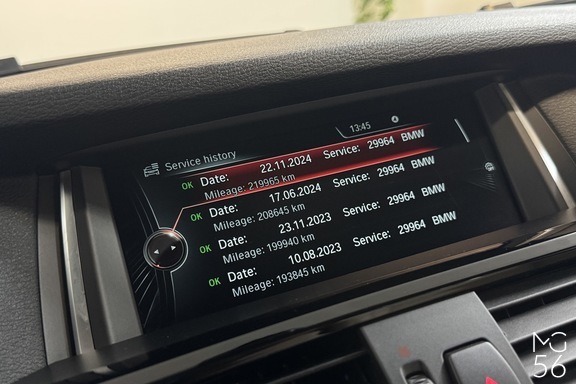 13:45
Service history
OK Date: 22.11.2024 Service: 29964 BMW
Mileage: 219965 km
OK Date: 17.06.2024 Service: 29964 BMW
Mileage: 208645 km
OK Date: 23.11.2023 Service: 29964 BMW
Mileage: 199940 km
OK Date: 10.08.2023 Service: 29964 BMW
Mileage: 193845 km
MG
56